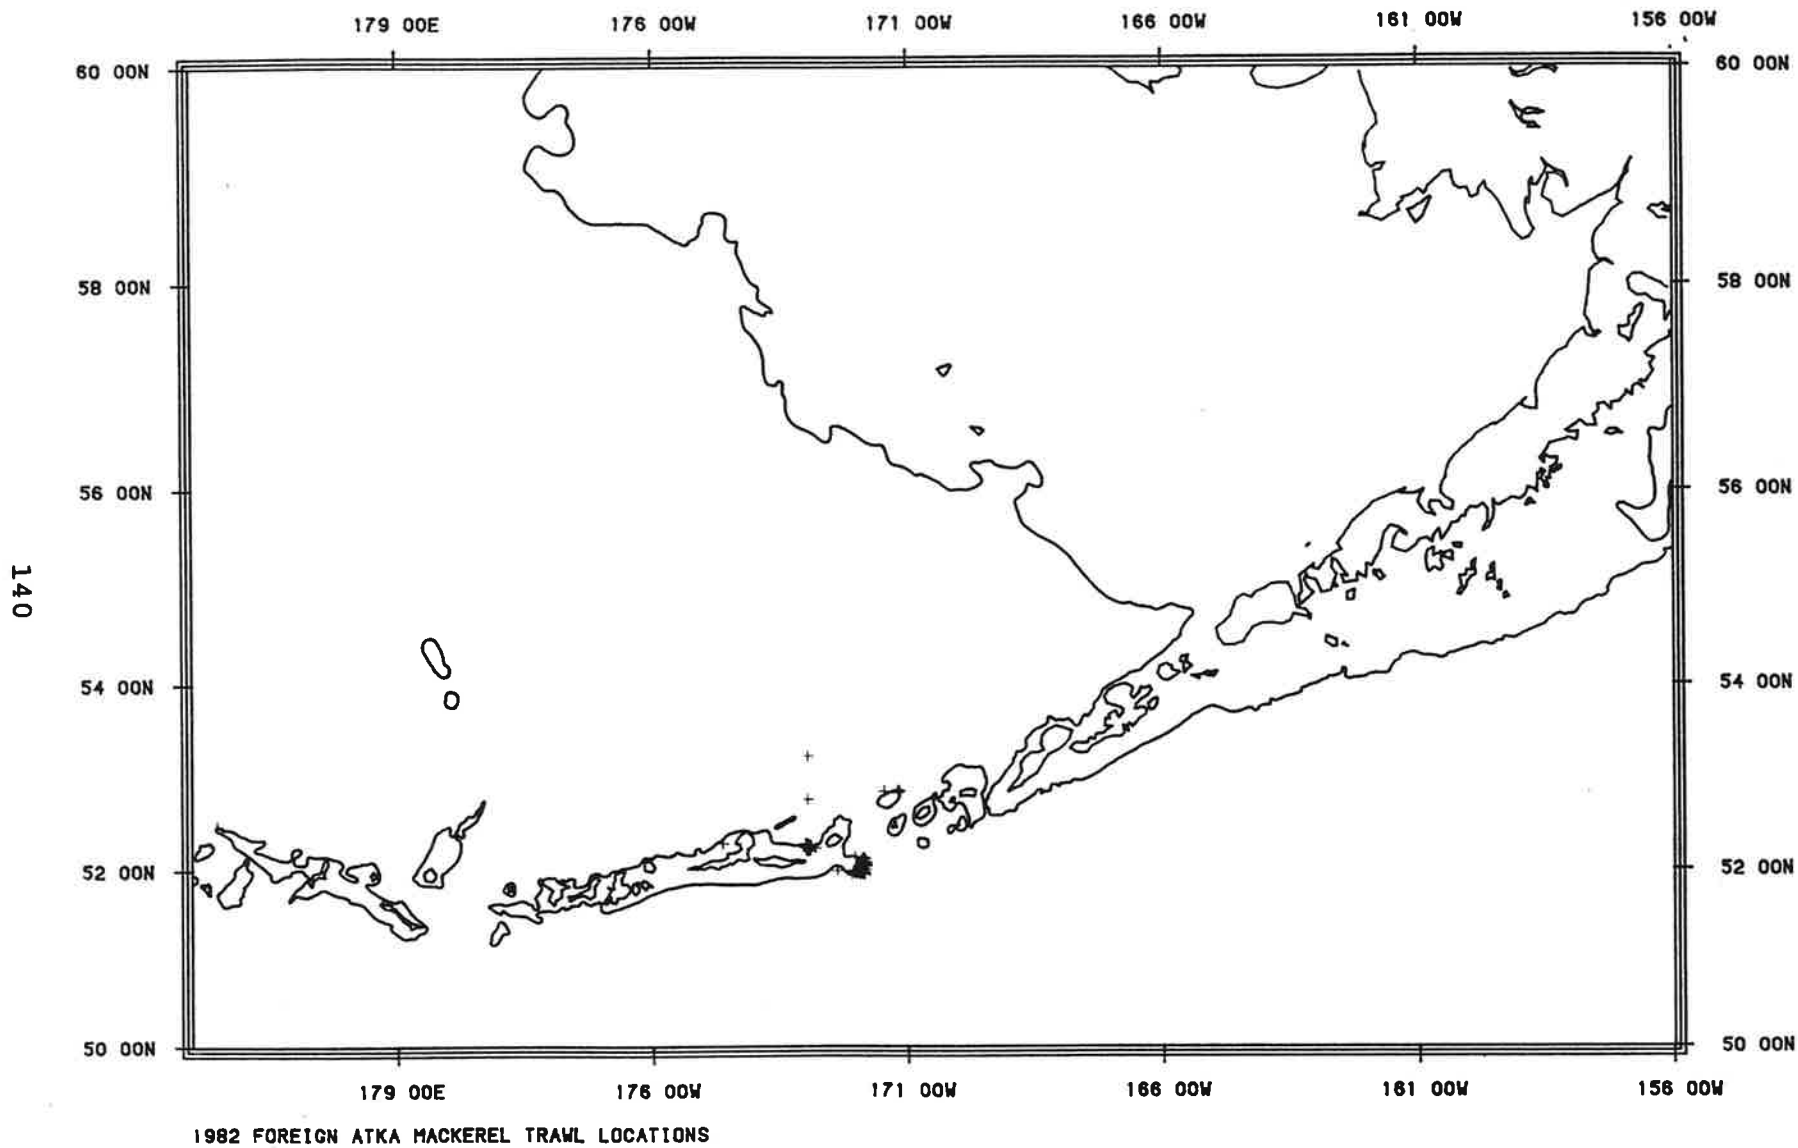 179 00E 176 00W 171 00W 166 00W 161 00W 156 00W
60 00N 60 00N
58 00N 58 00N
56 00N 56 00N
140
54 00N 54 00N
52 00N 52 00N
50 00N 50 00N
179 00E 176 00W 171 00W 166 00W 161 00W 156 00W
1982 FOREIGN ATKA MACKEREL TRAWL LOCATIONS